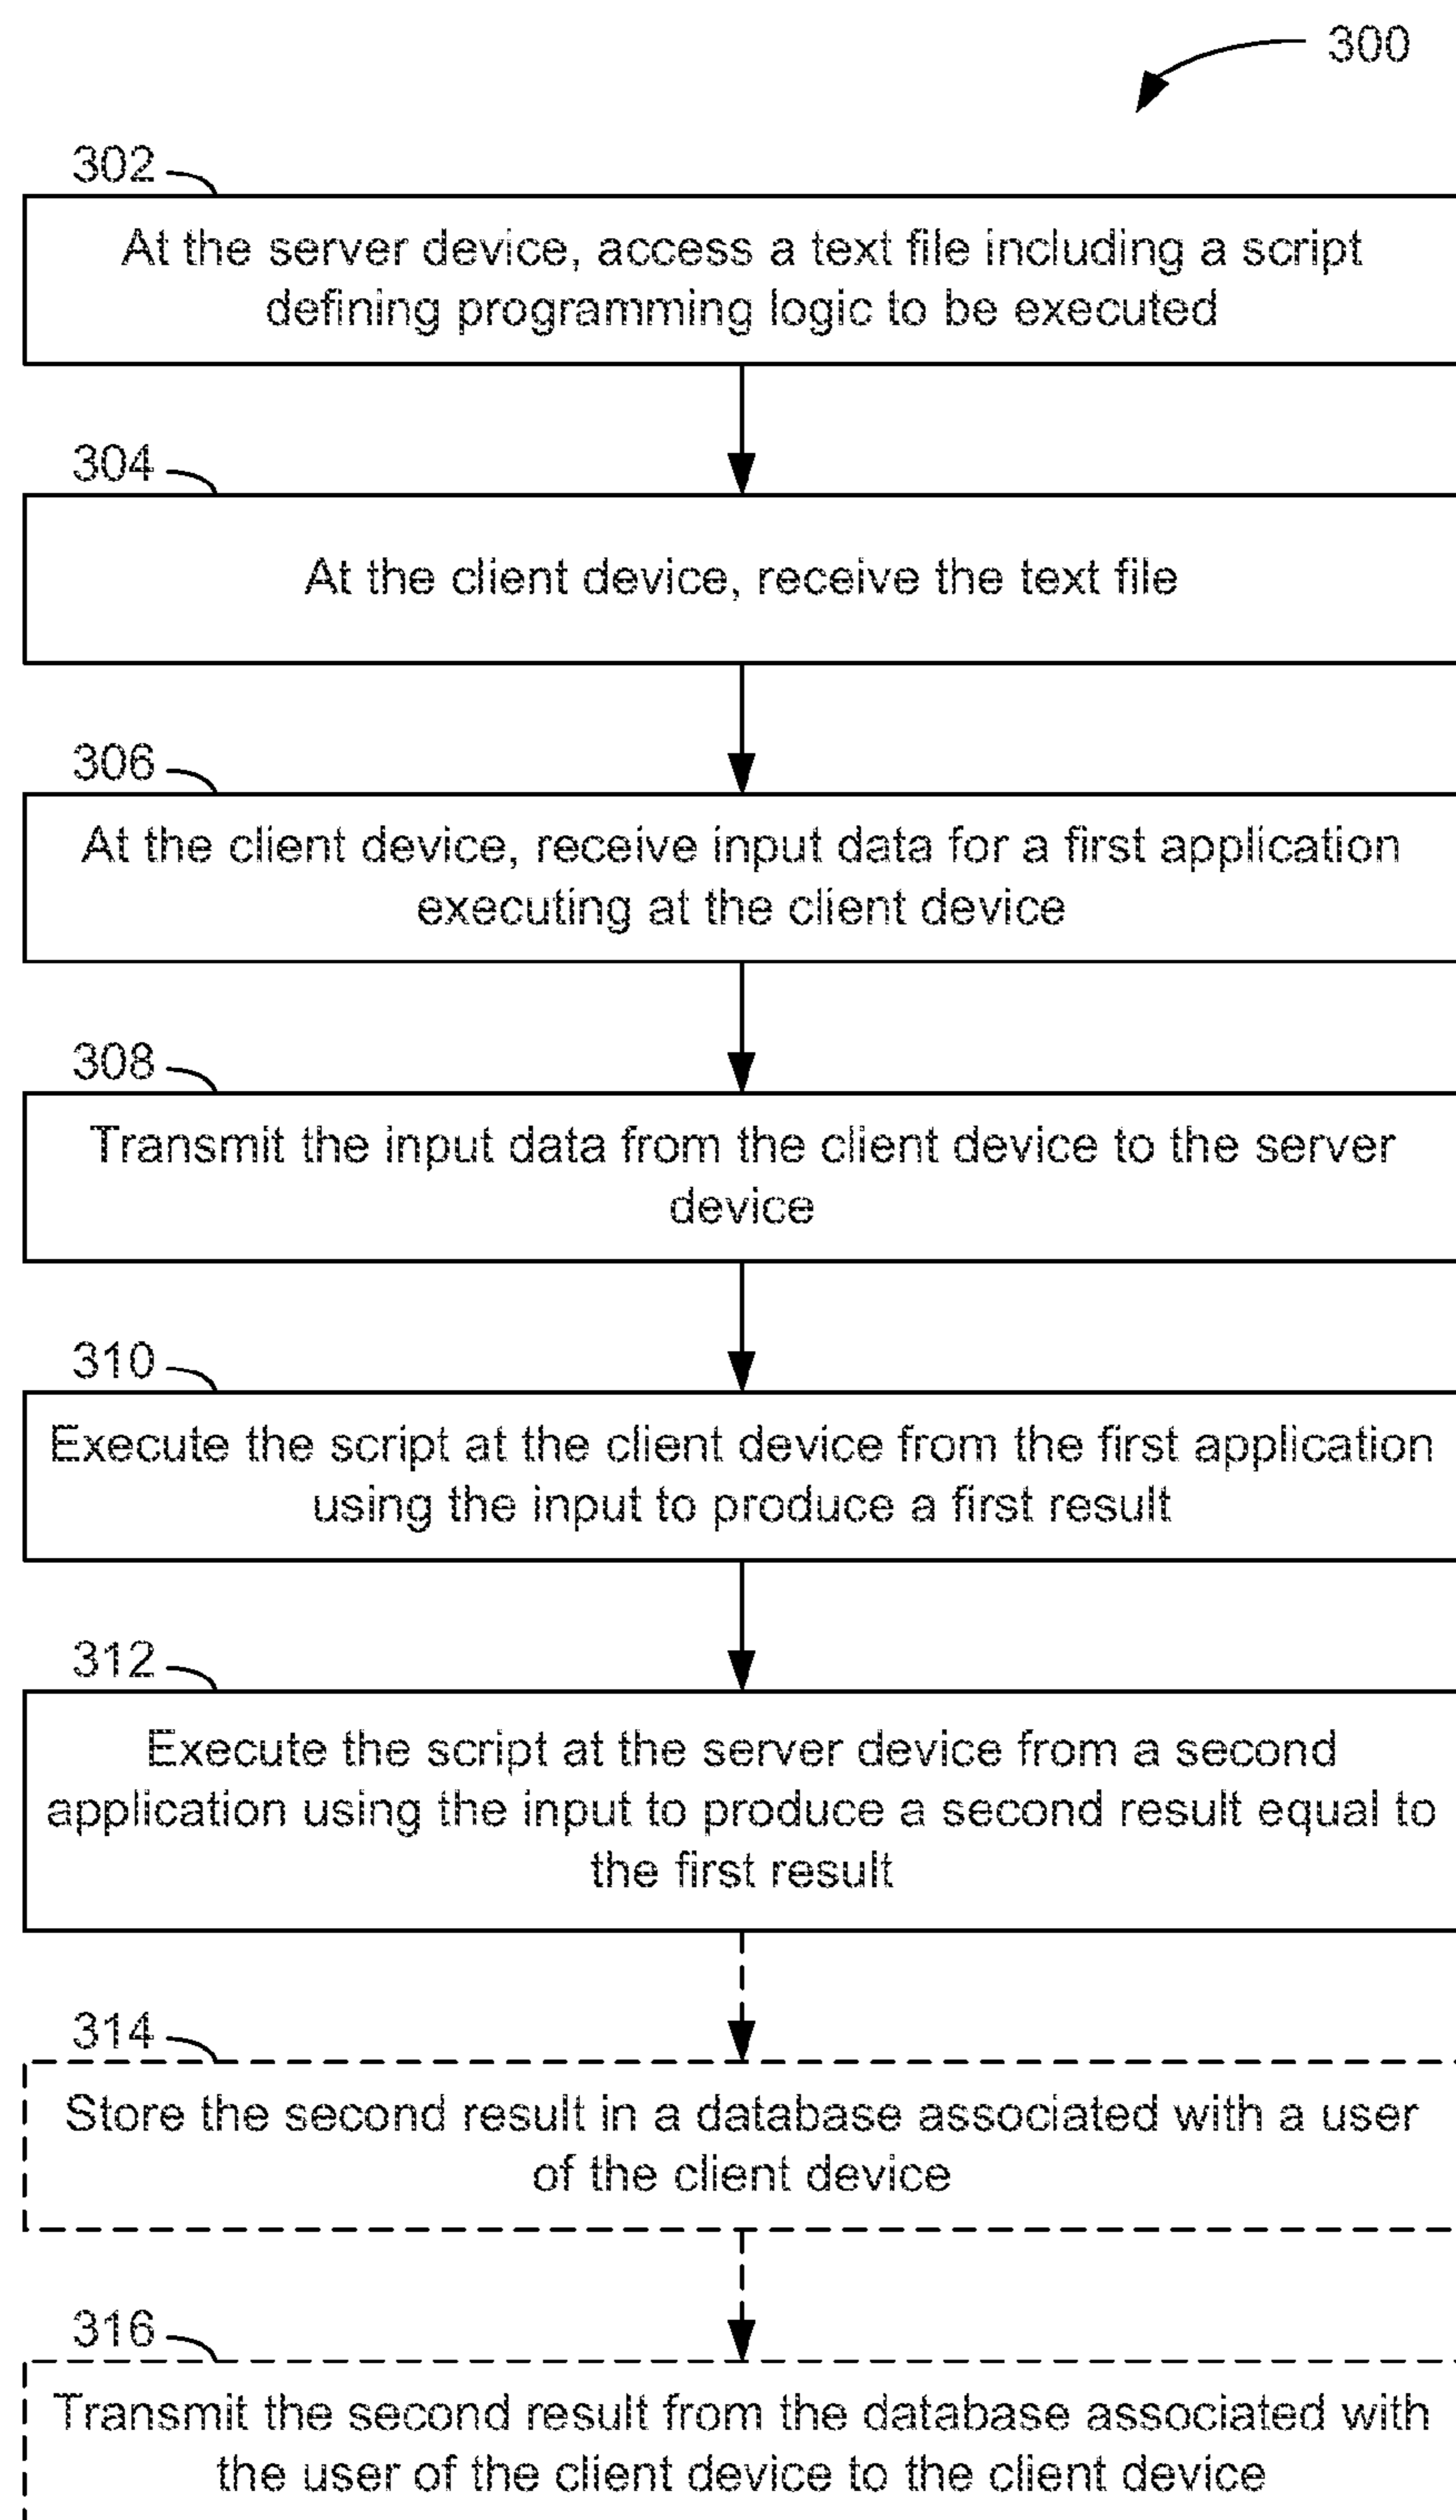 300
302
At the server device, access a text file including a script
defining programming logic to be executed
304
At the client device, receive the text file
306
At the client device, receive input data for a first application
executing at the client device
308
Transmit the input data from the client device to the server
device
310
Execute the script at the client device from the first application
using the input to produce a first result
312
Execute the script at the server device from a second
application using the input to produce a second result equal to
the first result
314
Store the second result in a database associated with a user
of the client device
316
Transmit the second result from the database associated with
the user of the client device to the client device